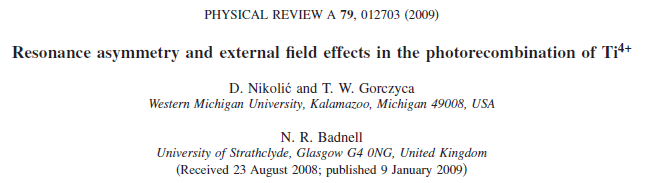 PHYSICAL REVIEW A 79, 012703 (2009)
Resonance asymmetry and external field effects in the photorecombination of Ti⁴⁺
D. Nikolić and T. W. Gorczyca
Western Michigan University, Kalamazoo, Michigan 49008, USA
N. R. Badnell
University of Strathclyde, Glasgow G4 0NG, United Kingdom
(Received 23 August 2008; published 9 January 2009)